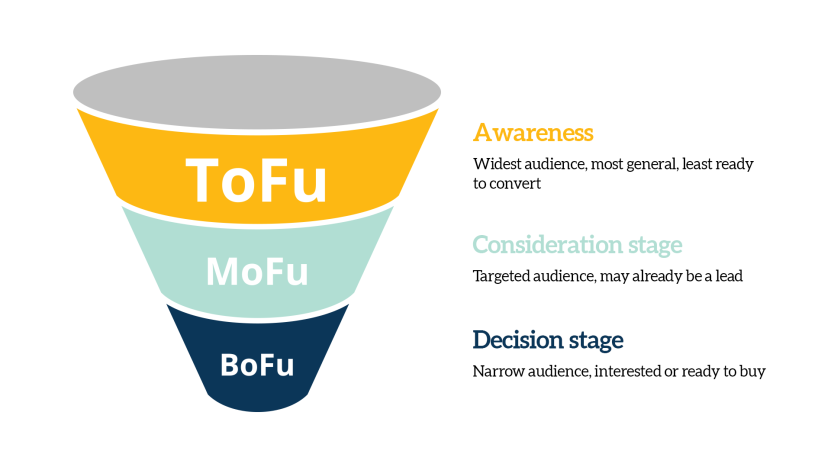 ToFu
Awareness
Widest audience, most general, least ready
to convert
MoFu
Consideration stage
Targeted audience, may already be a lead
BoFu
Decision stage
Narrow audience, interested or ready to buy